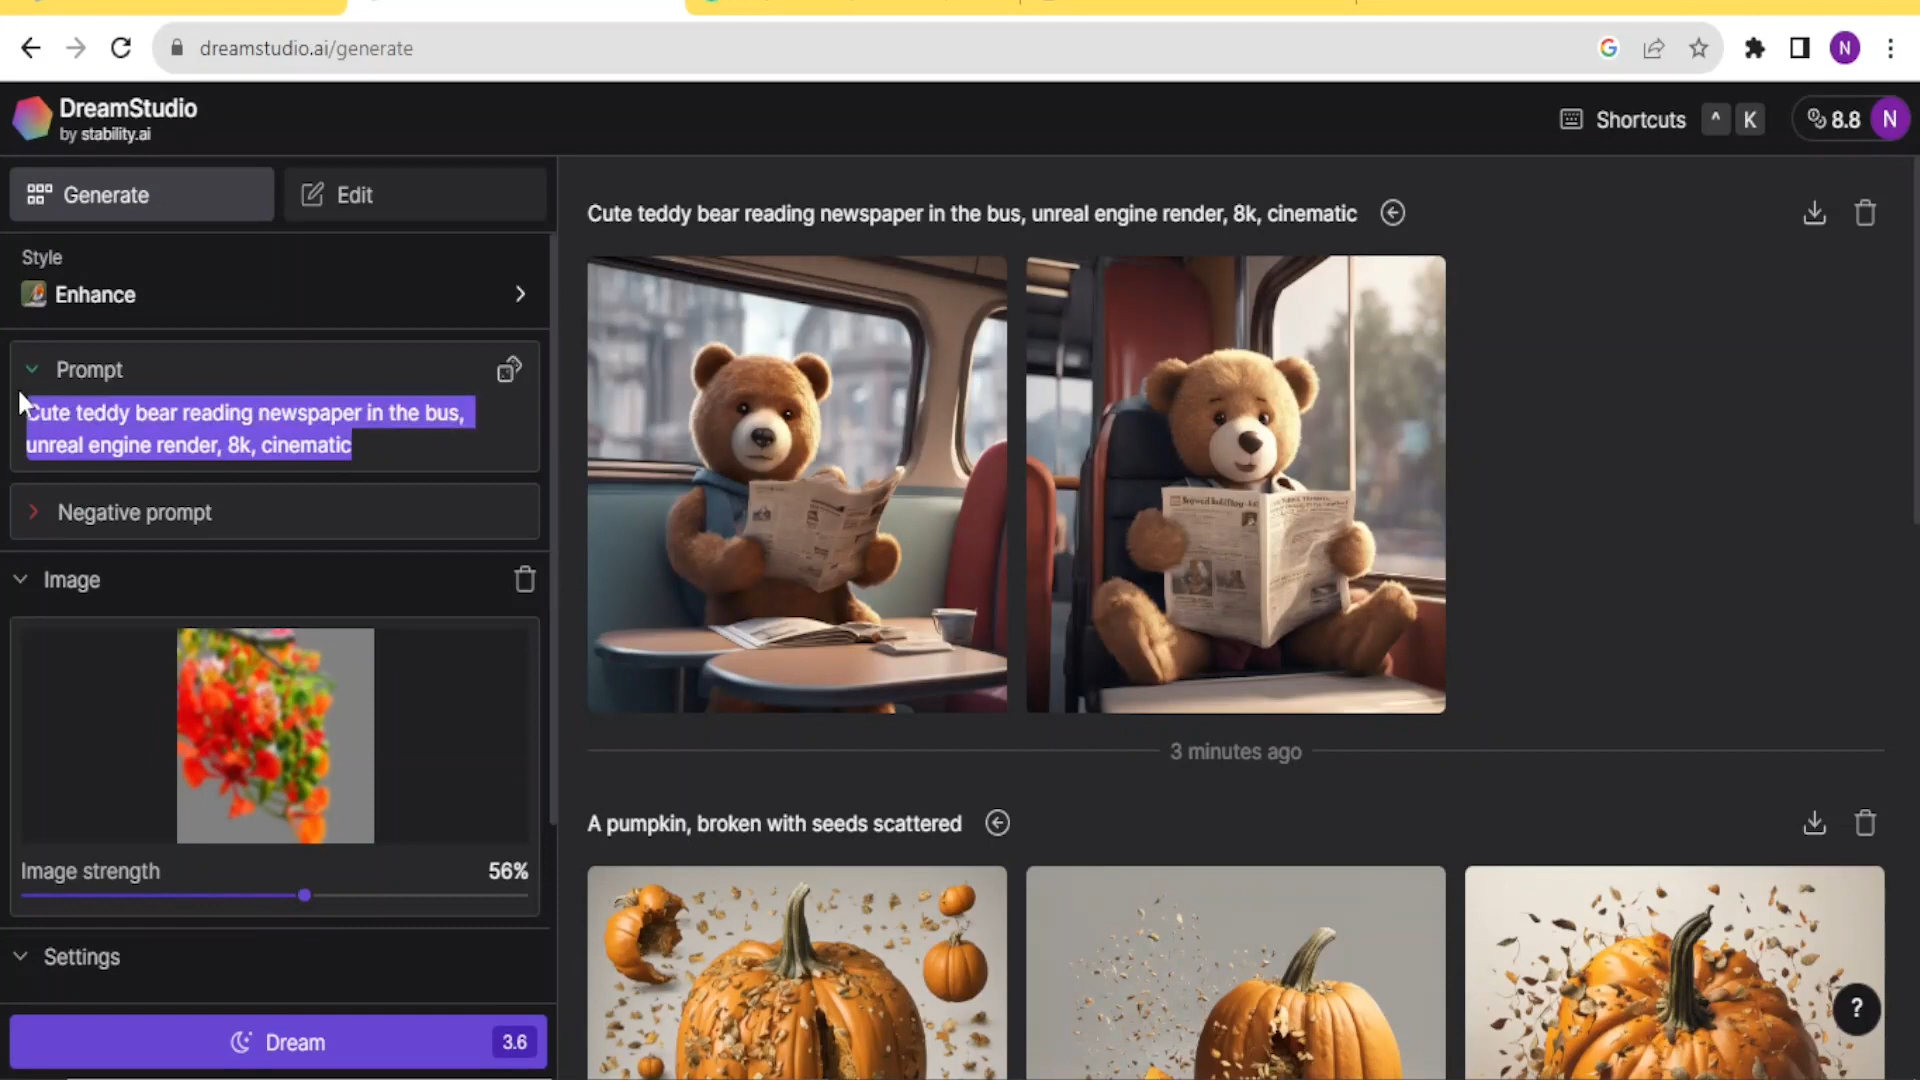 dreamstudio.ai/generate
G
N
DreamStudio
by stability.ai
Shortcuts
^
K
8.8
N
Generate
Edit
Style
Enhance
Prompt
Cute teddy bear reading newspaper in the bus,
unreal engine render, 8k, cinematic
Negative prompt
Image
Image strength
56%
Settings
Dream
3.6
Cute teddy bear reading newspaper in the bus, unreal engine render, 8k, cinematic
3 minutes ago
A pumpkin, broken with seeds scattered
?